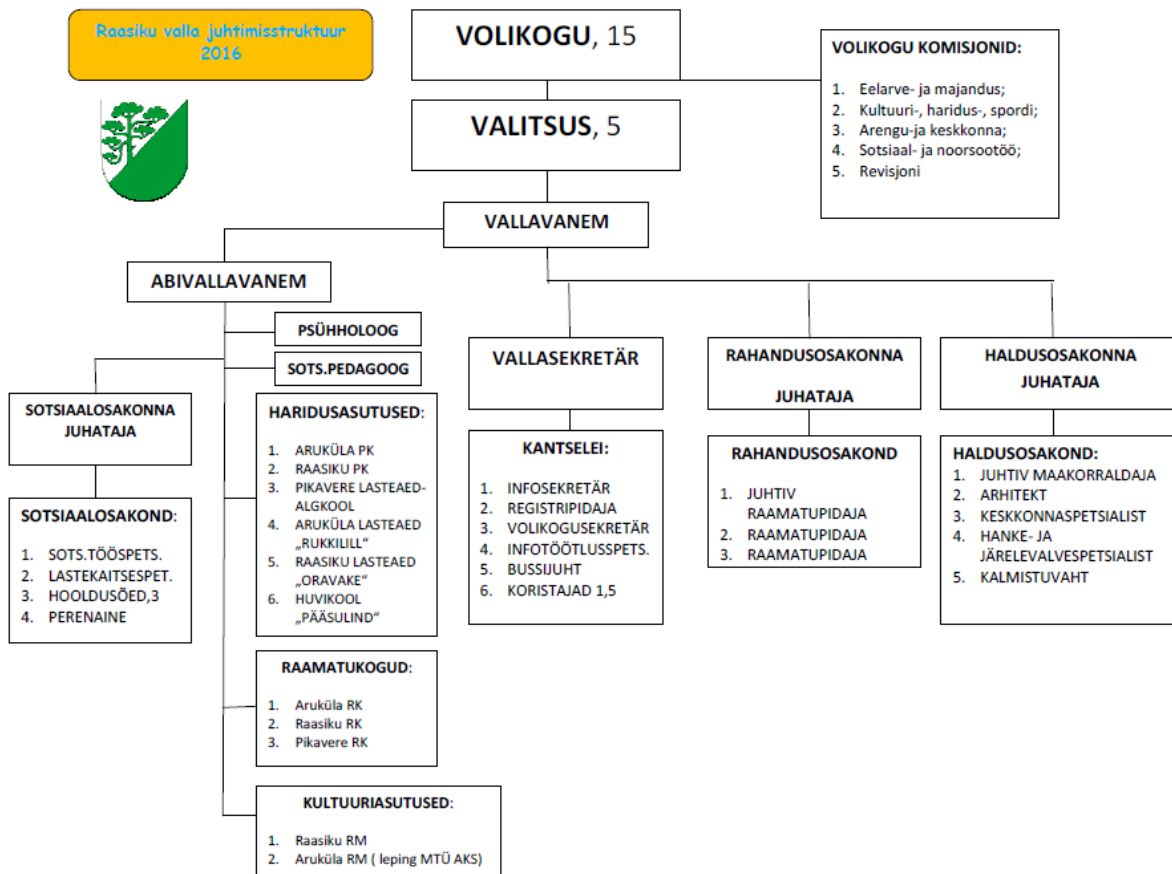 Raasiku valla juhtimisstruktuur
2016
VOLIKOGU, 15
VOLIKOGU KOMISJONID:
1. Eelarve- ja majandus;
2. Kultuuri-, haridus-, spordi;
3. Arengu-ja keskkonna;
4. Sotsiaal- ja noorsootöö;
5. Revisjoni
VALITSUS, 5
VALLAVANEM
ABIVALLAVANEM
PSÜHHOLOOG
SOTS.PEDAGOOG
SOTSIAALOSAKONNA
JUHATAJA
SOTSIAALOSAKOND:
1. SOTS.TÖÖSPETS.
2. LASTEKAITSESPET.
3. HOOLDUSÕED,3
4. PERENAINE
HARIDUSASUTUSED:
1. ARUKÜLA PK
2. RAASIKU PK
3. PIKAVERE LASTEAED-
ALGKOOL
4. ARUKÜLA LASTEAED
„RUKKILILL“
5. RAASIKU LASTEAED
„ORAVAKE“
6. HUVIKOOL
„PÄÄSULIND“
RAAMATUKOGUD:
1. Aruküla RK
2. Raasiku RK
3. Pikavere RK
KULTUURIASUTUSED:
1. Raasiku RM
2. Aruküla RM ( leping MTÜ AKS)
VALLASEKRETÄR
KANTSELEI:
1. INFOSEKRETÄR
2. REGISTRIPIDAJA
3. VOLIKOGUSEKRETÄR
4. INFOTÖÖTLUSSPETS.
5. BUSSIJUHT
6. KORISTAJAD 1,5
RAHANDUSOSAKONNA
JUHATAJA
RAHANDUSOSAKOND
1. JUHTIV
RAAMATUPIDAJA
2. RAAMATUPIDAJA
3. RAAMATUPIDAJA
HALDUSOSAKONNA
JUHATAJA
HALDUSOSAKOND:
1. JUHTIV MAAKORRALDAJA
2. ARHITEKT
3. KESKKONNASPETSIALIST
4. HANKE- JA
JÄRELEVALVESPETSIALIST
5. KALMISTUVAHT